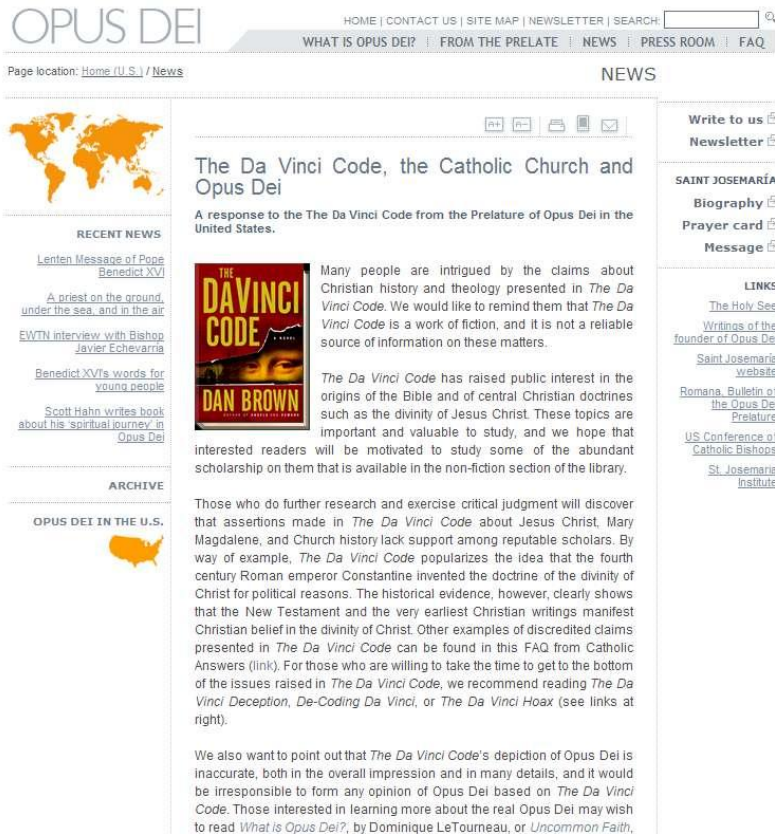 OPUS DEI
HOME | CONTACT US | SITE MAP | NEWSLETTER | SEARCH:
WHAT IS OPUS DEI? | FROM THE PRELATE | NEWS | PRESS ROOM | FAQ
Page location: Home (U.S.) / News
NEWS
RECENT NEWS
Lenten Message of Pope
Benedict XVI
A priest on the ground,
under the sea, and in the air
EWTN interview with Bishop
Javier Echevarria
Benedict XVI's words for
young people
Scott Hahn writes book
about his 'spiritual journey' in
Opus Dei
ARCHIVE
OPUS DEI IN THE U.S.
A+ A-
The Da Vinci Code, the Catholic Church and
Opus Dei
A response to the The Da Vinci Code from the Prelature of Opus Dei in the
United States.
THE
DAVINCI
CODE
A NOVEL
DAN BROWN
AUTHOR OF ANGELS AND DEMONS
Many people are intrigued by the claims about
Christian history and theology presented in The Da
Vinci Code. We would like to remind them that The Da
Vinci Code is a work of fiction, and it is not a reliable
source of information on these matters.
The Da Vinci Code has raised public interest in the
origins of the Bible and of central Christian doctrines
such as the divinity of Jesus Christ. These topics are
important and valuable to study, and we hope that
interested readers will be motivated to study some of the abundant
scholarship on them that is available in the non-fiction section of the library.
Those who do further research and exercise critical judgment will discover
that assertions made in The Da Vinci Code about Jesus Christ, Mary
Magdalene, and Church history lack support among reputable scholars. By
way of example, The Da Vinci Code popularizes the idea that the fourth
century Roman emperor Constantine invented the doctrine of the divinity of
Christ for political reasons. The historical evidence, however, clearly shows
that the New Testament and the very earliest Christian writings manifest
Christian belief in the divinity of Christ. Other examples of discredited claims
presented in The Da Vinci Code can be found in this FAQ from Catholic
Answers (link). For those who are willing to take the time to get to the bottom
of the issues raised in The Da Vinci Code, we recommend reading The Da
Vinci Deception, De-Coding Da Vinci, or The Da Vinci Hoax (see links at
right).
We also want to point out that The Da Vinci Code's depiction of Opus Dei is
inaccurate, both in the overall impression and in many details, and it would
be irresponsible to form any opinion of Opus Dei based on The Da Vinci
Code. Those interested in learning more about the real Opus Dei may wish
to read What is Opus Dei?, by Dominique LeTourneau, or Uncommon Faith,
Write to us
Newsletter
SAINT JOSEMARÍA
Biography
Prayer card
Message
LINKS
The Holy See
Writings of the
founder of Opus Dei
Saint Josemaria
website
Romana, Bulletin of
the Opus Dei
Prelature
US Conference of
Catholic Bishops
St. Josemaria
Institute